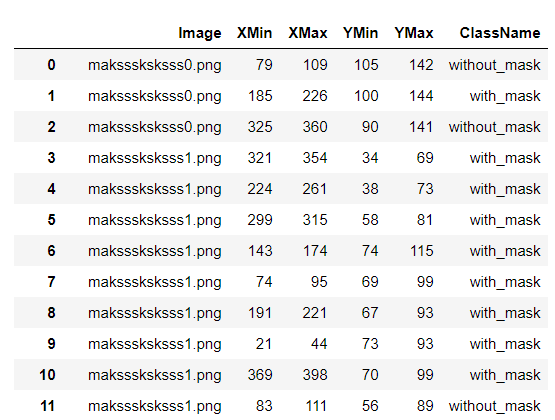 Image XMin XMax YMin YMax ClassName
0 maksssksksss0.png 79 109 105 142 without_mask
1 maksssksksss0.png 185 226 100 144 with_mask
2 maksssksksss0.png 325 360 90 141 without_mask
3 maksssksksss1.png 321 354 34 69 with_mask
4 maksssksksss1.png 224 261 38 73 with_mask
5 maksssksksss1.png 299 315 58 81 with_mask
6 maksssksksss1.png 143 174 74 115 with_mask
7 maksssksksss1.png 74 95 69 99 with_mask
8 maksssksksss1.png 191 221 67 93 with_mask
9 maksssksksss1.png 21 44 73 93 with_mask
10 maksssksksss1.png 369 398 70 99 with_mask
11 maksssksksss1.png 83 111 56 89 without_mask